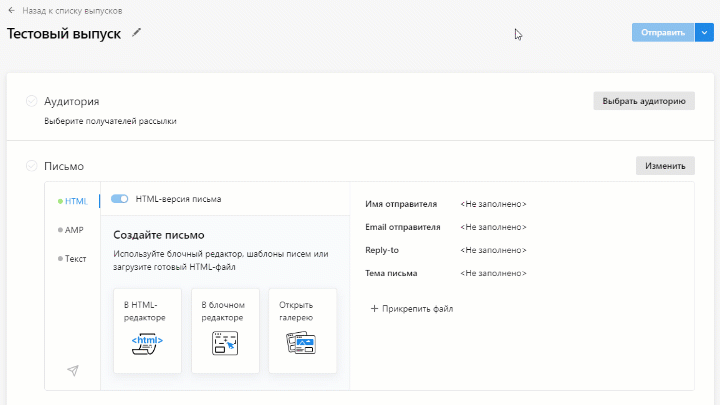 Назад к списку выпусков
Тестовый выпуск
Отправить
Аудитория
Выбрать аудиторию
Выберите получателей рассылки
Письмо
Изменить
HTML
HTML-версия письма
AMP
Текст
Создайте письмо
Используйте блочный редактор, шаблоны писем или
загрузите готовый HTML-файл
В HTML-
редакторе
<html>
В блочном
редакторе
Открыть
галерею
Имя отправителя <Не заполнено>
Email отправителя <Не заполнено>
Reply-to <Не заполнено>
Тема письма <Не заполнено>
Прикрепить файл